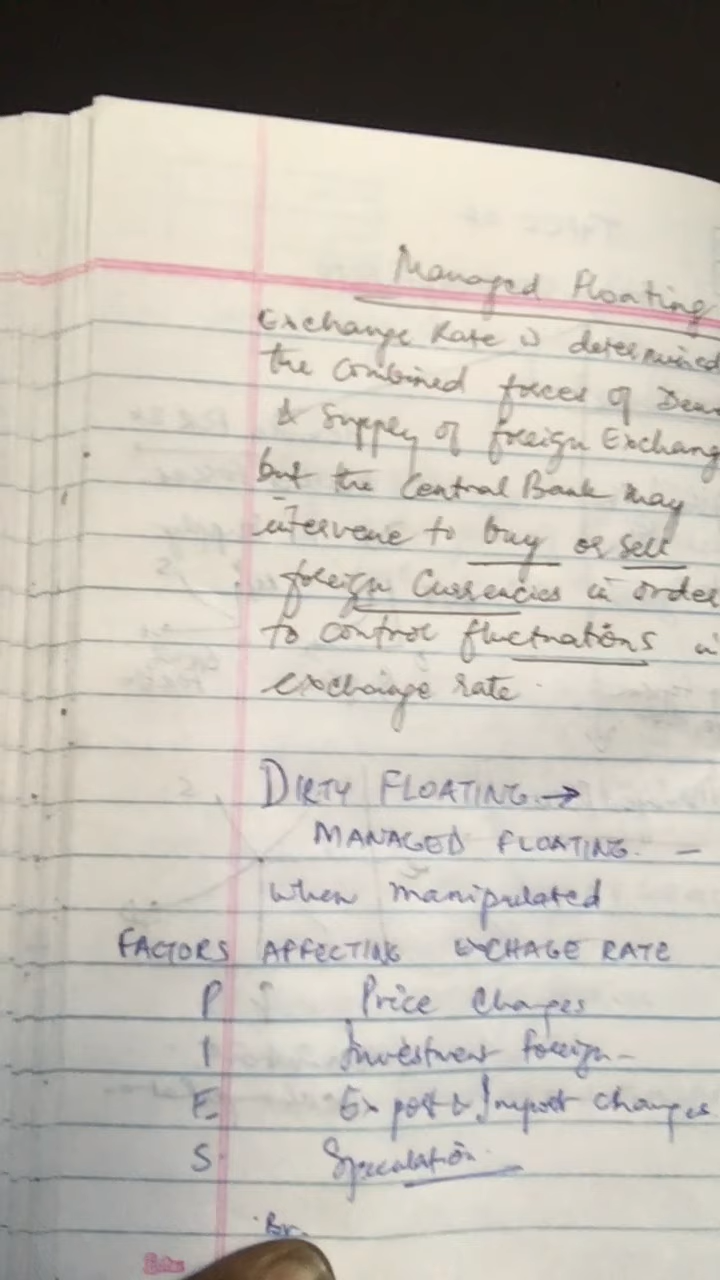 Managed Floating
Exchange Rate is determined
the combined forces of Dem
& Supply of foreign Exchang
but the Central Bank may
intervene to buy or sell
foreign Currencies in order
to control fluctuations in
exchange rate.
DIRTY FLOATING →
MANAGED FLOATING. —
when manipulated
FACTORS AFFECTING EXCHAGE RATE
P Price Changes
I Investment foreign -
E Export & Import changes
S Speculation.